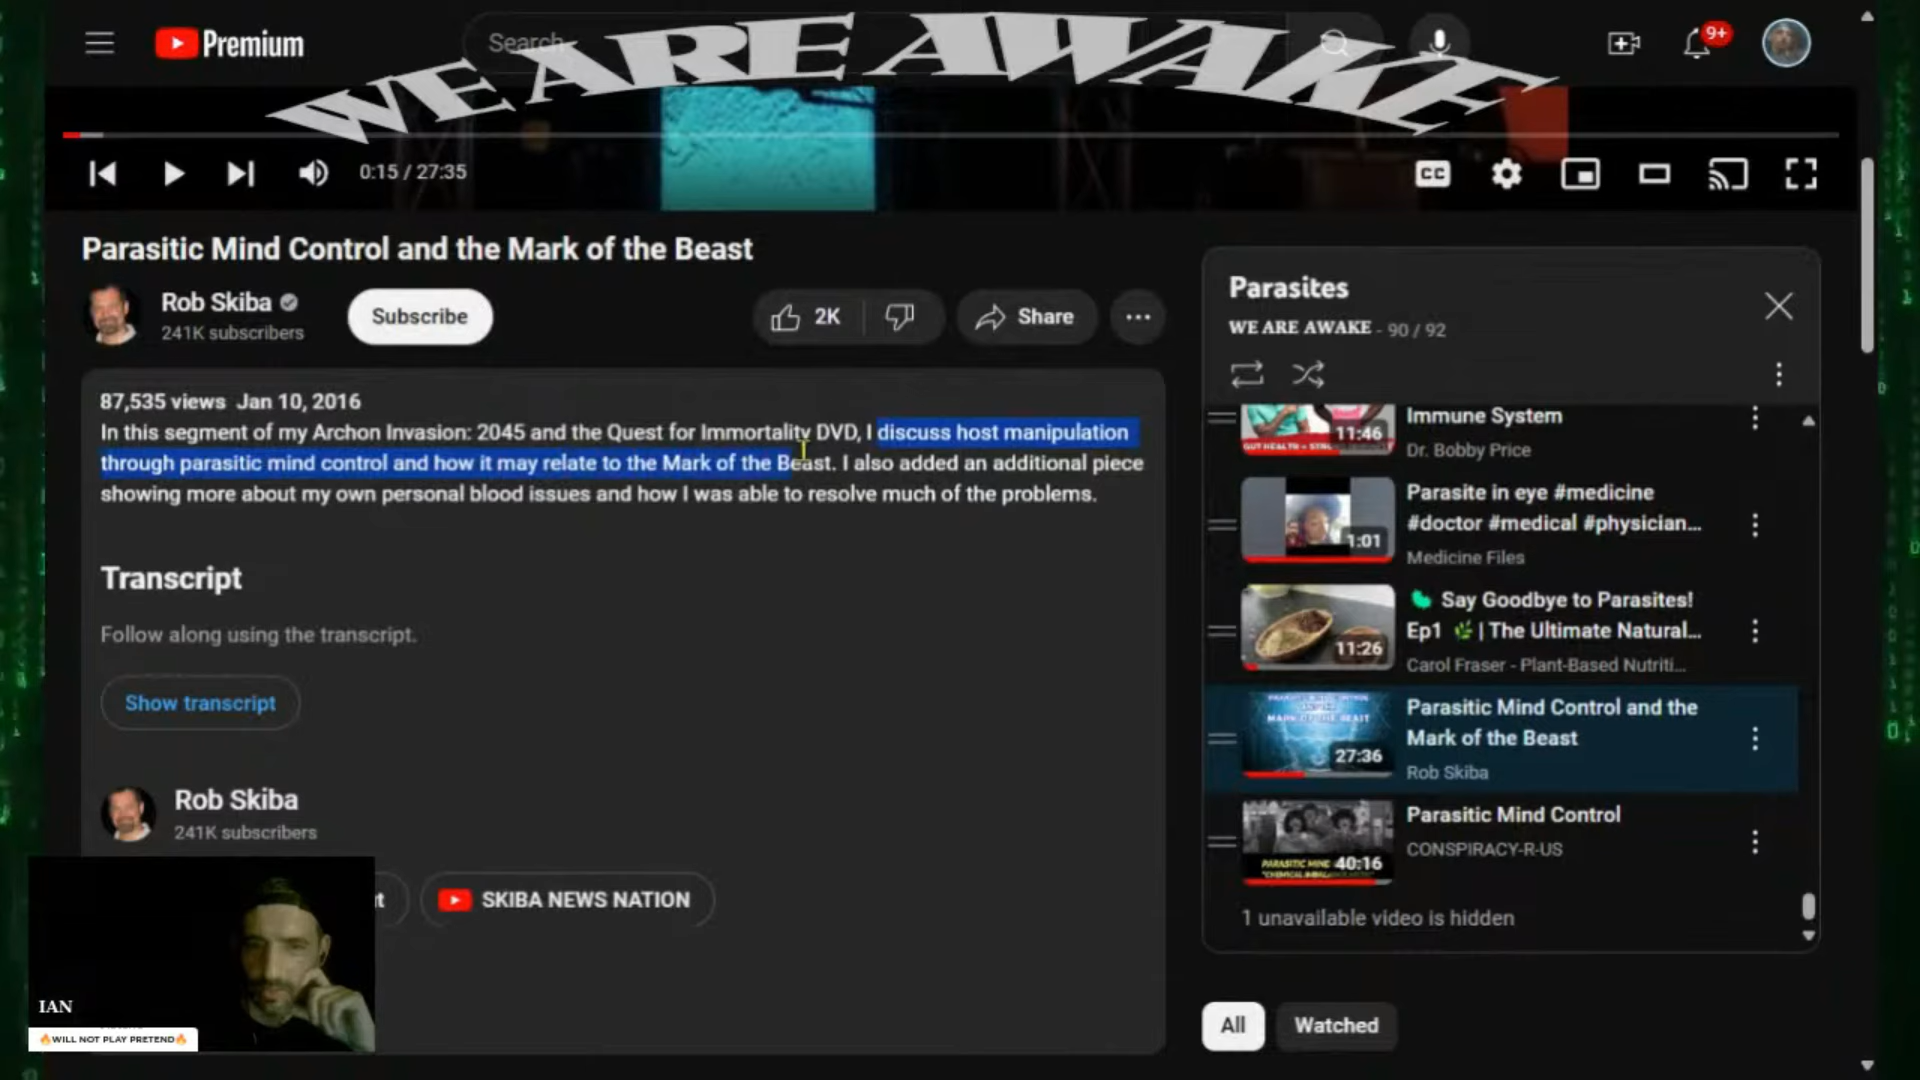 WE ARE AWAKE
Premium
Search
9+
0:15 / 27:35
CC
Parasitic Mind Control and the Mark of the Beast
Rob Skiba
241K subscribers
Subscribe
2K
Share
87,535 views Jan 10, 2016
In this segment of my Archon Invasion: 2045 and the Quest for Immortality DVD, I discuss host manipulation
through parasitic mind control and how it may relate to the Mark of the Beast. I also added an additional piece
showing more about my own personal blood issues and how I was able to resolve much of the problems.
Transcript
Follow along using the transcript.
Show transcript
Rob Skiba
241K subscribers
SKIBA NEWS NATION
IAN
🔥WILL NOT PLAY PRETEND🔥
Parasites
WE ARE AWAKE - 90 / 92
Immune System
11:46
Dr. Bobby Price
Parasite in eye #medicine
#doctor #medical #physician...
1:01
Medicine Files
Say Goodbye to Parasites!
Ep1 🌿 | The Ultimate Natural...
11:26
Carol Fraser - Plant-Based Nutriti...
Parasitic Mind Control and the
Mark of the Beast
MARK OF THE BEAST
27:36
Rob Skiba
Parasitic Mind Control
CONSPIRACY-R-US
40:16
1 unavailable video is hidden
All
Watched